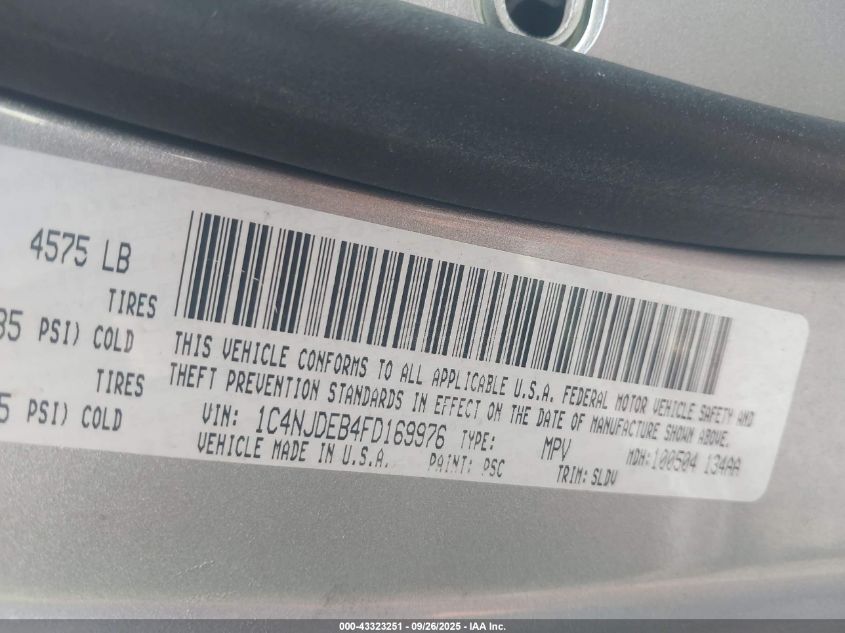 4575 LB
TIRES
35 PSI) COLD
TIRES
5 PSI) COLD
THIS VEHICLE CONFORMS TO ALL APPLICABLE U.S.A. FEDERAL MOTOR VEHICLE SAFETY AND
THEFT PREVENTION STANDARDS IN EFFECT ON THE DATE OF MANUFACTURE SHOWN ABOVE.
VIN: 1C4NJDEB4FD169976 TYPE: MPV MDH:100504 134AA
VEHICLE MADE IN U.S.A. PAINT: PSC TRIM: SLDV
000-43323251 - 09/26/2025 - IAA Inc.